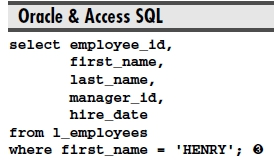 Oracle & Access SQL
select employee_id,
first_name,
last_name,
manager_id,
hire_date
from l_employees
where first_name = 'HENRY'; ❸